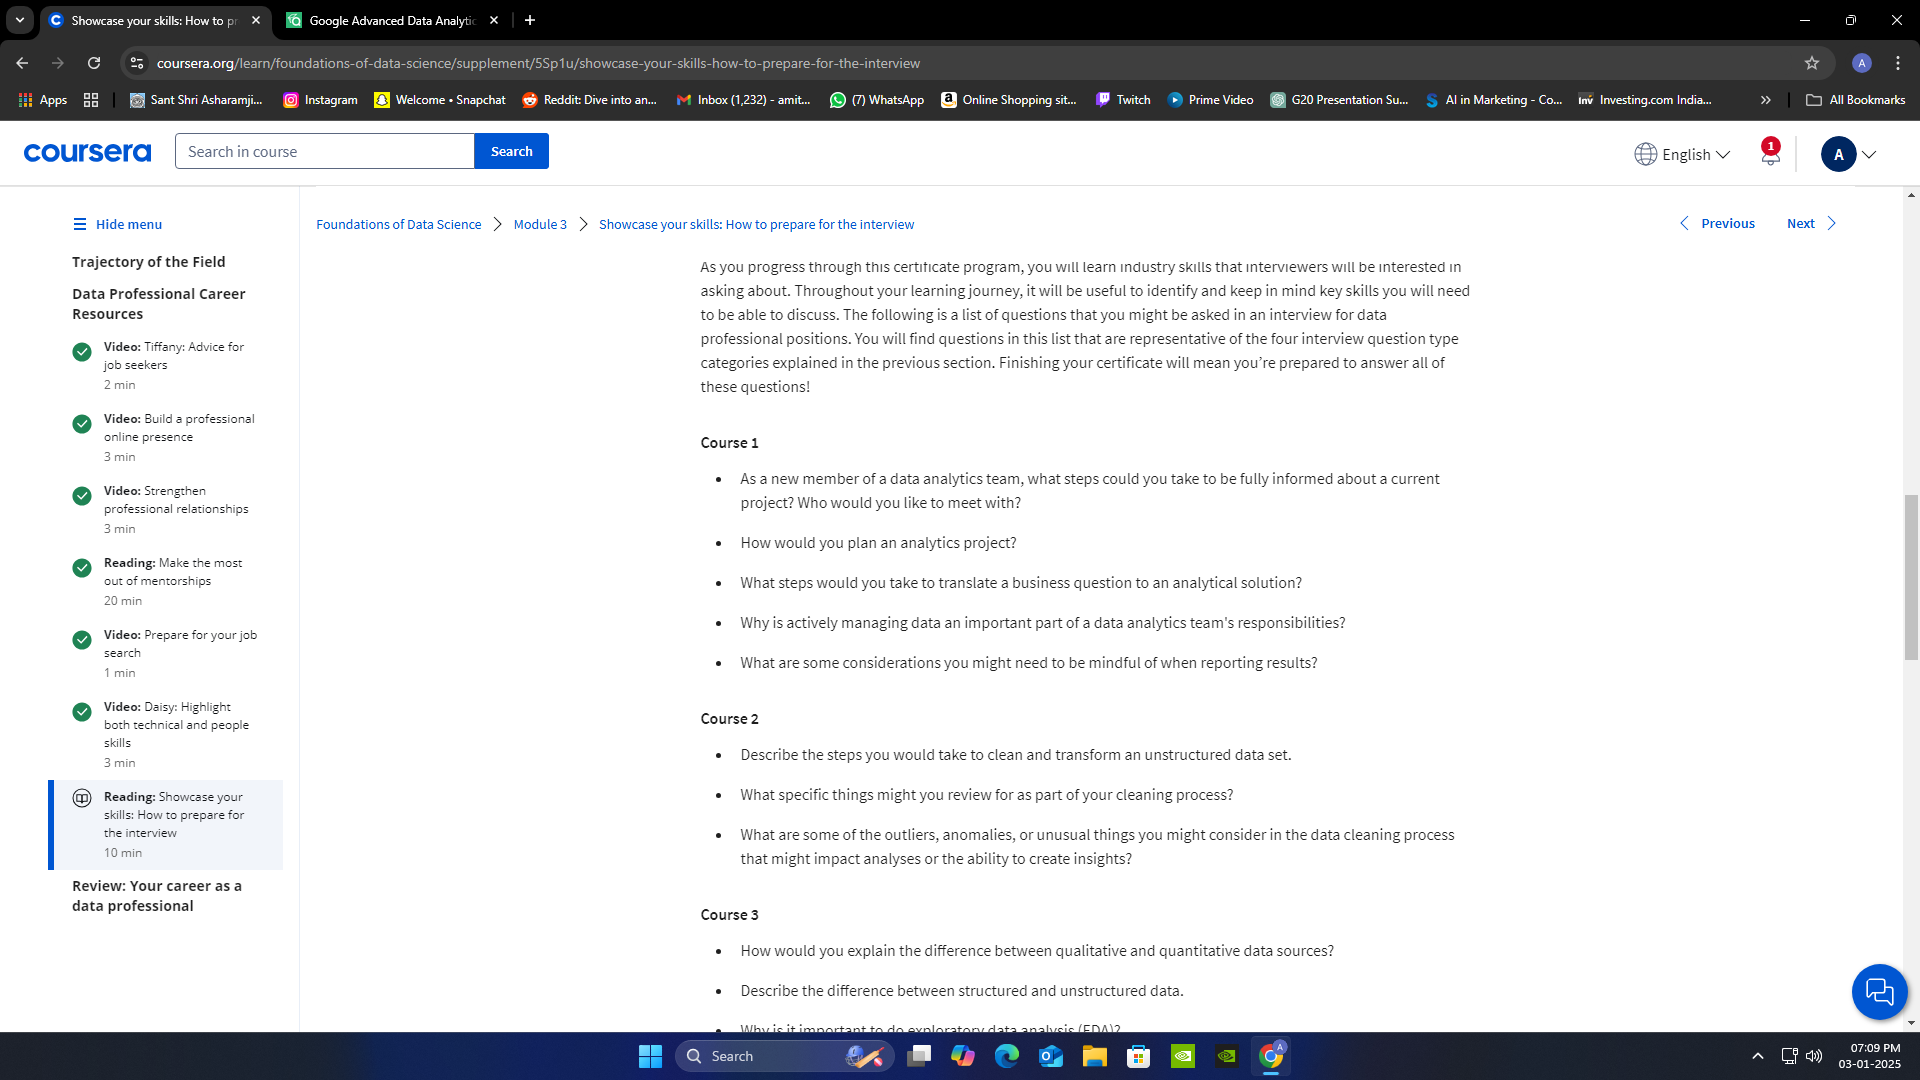 Showcase your skills: How to pr
Google Advanced Data Analytic
coursera.org/learn/foundations-of-data-science/supplement/5Sp1u/showcase-your-skills-how-to-prepare-for-the-interview
A
Apps
Sant Shri Asharamji...
Instagram
Welcome • Snapchat
Reddit: Dive into an...
Inbox (1,232) - amit...
(7) WhatsApp
Online Shopping sit...
Twitch
Prime Video
G20 Presentation Su...
AI in Marketing - Co...
Inv
Investing.com India...
All Bookmarks
coursera
Search in course
Search
English
1
A
Hide menu
Trajectory of the Field
Data Professional Career
Resources
Video: Tiffany: Advice for
job seekers
2 min
Video: Build a professional
online presence
3 min
Video: Strengthen
professional relationships
3 min
Reading: Make the most
out of mentorships
20 min
Video: Prepare for your job
search
1 min
Video: Daisy: Highlight
both technical and people
skills
3 min
Reading: Showcase your
skills: How to prepare for
the interview
10 min
Review: Your career as a
data professional
Foundations of Data Science
Module 3
Showcase your skills: How to prepare for the interview
Previous
Next
As you progress through this certificate program, you will learn industry skills that interviewers will be interested in
asking about. Throughout your learning journey, it will be useful to identify and keep in mind key skills you will need
to be able to discuss. The following is a list of questions that you might be asked in an interview for data
professional positions. You will find questions in this list that are representative of the four interview question type
categories explained in the previous section. Finishing your certificate will mean you’re prepared to answer all of
these questions!
Course 1
• As a new member of a data analytics team, what steps could you take to be fully informed about a current
project? Who would you like to meet with?
• How would you plan an analytics project?
• What steps would you take to translate a business question to an analytical solution?
• Why is actively managing data an important part of a data analytics team's responsibilities?
• What are some considerations you might need to be mindful of when reporting results?
Course 2
• Describe the steps you would take to clean and transform an unstructured data set.
• What specific things might you review for as part of your cleaning process?
• What are some of the outliers, anomalies, or unusual things you might consider in the data cleaning process
that might impact analyses or the ability to create insights?
Course 3
• How would you explain the difference between qualitative and quantitative data sources?
• Describe the difference between structured and unstructured data.
• Why is it important to do exploratory data analysis (EDA)?
Search
A
07:09 PM
03-01-2025